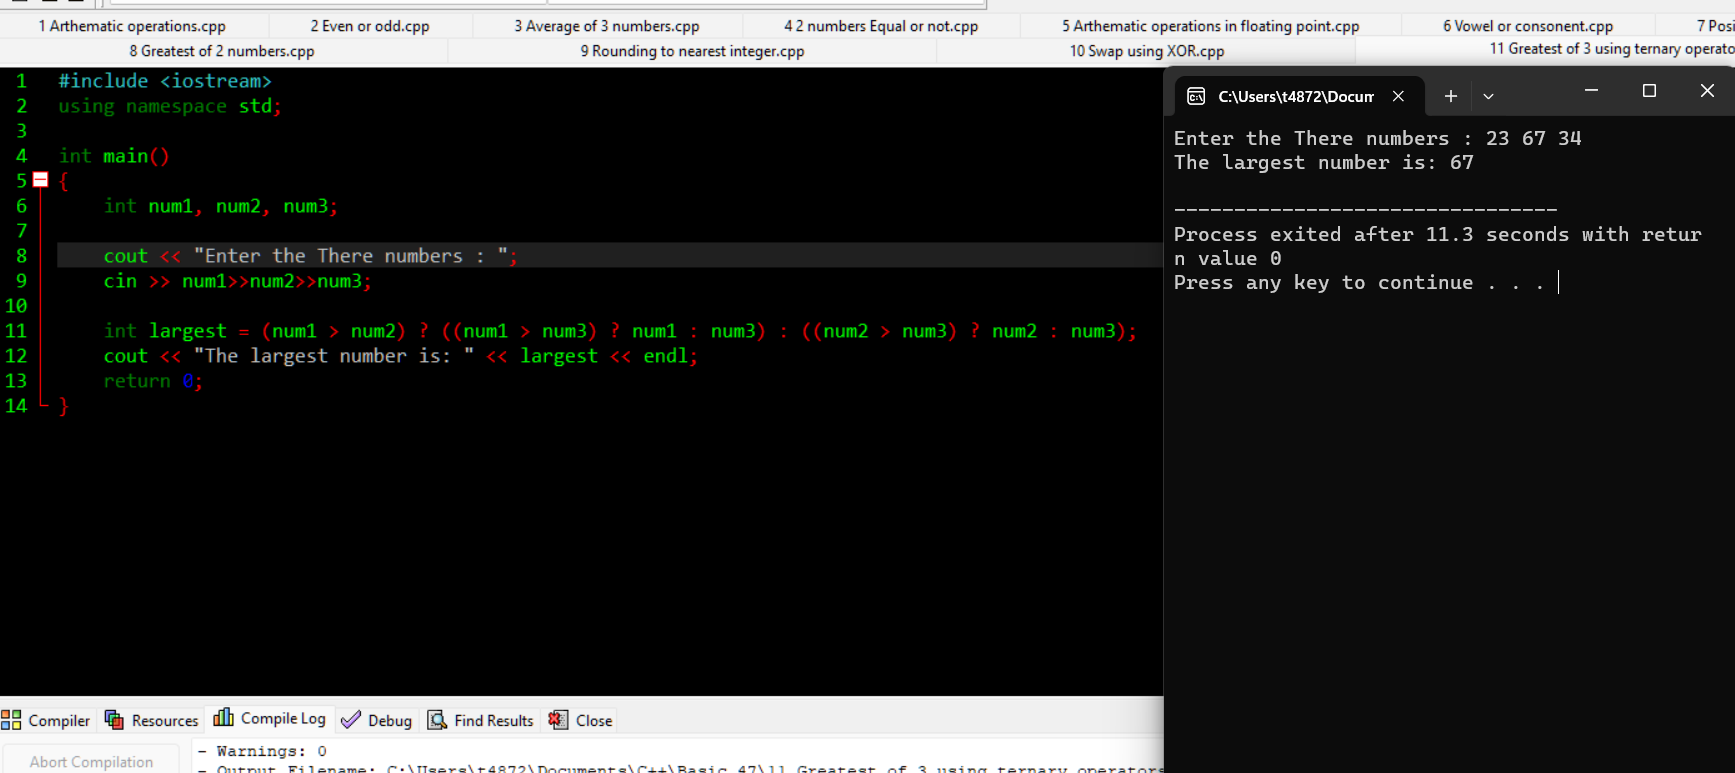 1 Arthematic operations.cpp 2 Even or odd.cpp 3 Average of 3 numbers.cpp 4 2 numbers Equal or not.cpp 5 Arthematic operations in floating point.cpp 6 Vowel or consonent.cpp 7 Posi
8 Greatest of 2 numbers.cpp 9 Rounding to nearest integer.cpp 10 Swap using XOR.cpp 11 Greatest of 3 using ternary operato
1 #include <iostream>
2 using namespace std;
3
4 int main()
5 {
6 int num1, num2, num3;
7
8 cout << "Enter the There numbers : ";
9 cin >> num1>>num2>>num3;
10
11 int largest = (num1 > num2) ? ((num1 > num3) ? num1 : num3) : ((num2 > num3) ? num2 : num3);
12 cout << "The largest number is: " << largest << endl;
13 return 0;
14 }
C:\Users\t4872\Docum
Enter the There numbers : 23 67 34
The largest number is: 67
--------------------------------
Process exited after 11.3 seconds with retur
n value 0
Press any key to continue . . .
Compiler Resources Compile Log Debug Find Results Close
Abort Compilation
- Warnings: 0
- Output Filename: C:\Users\t4872\Documents\C++\Basic 47\11 Greatest of 3 using ternary operators